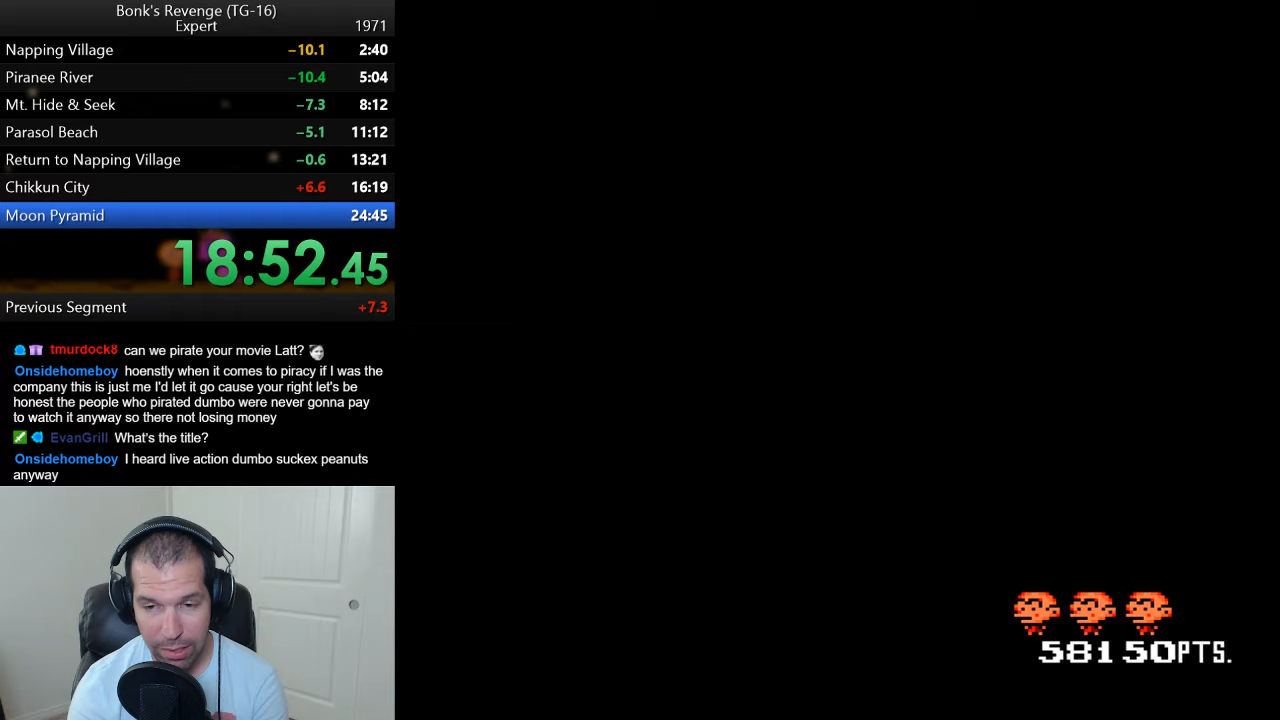 Bonk's Revenge (TG-16)
Expert 1971
Napping Village −10.1 2:40
Piranee River −10.4 5:04
Mt. Hide & Seek −7.3 8:12
Parasol Beach −5.1 11:12
Return to Napping Village −0.6 13:21
Chikkun City +6.6 16:19
Moon Pyramid 24:45
18:52.45
Previous Segment +7.3
tmurdock8 can we pirate your movie Latt?
Onsidehomeboy hoenstly when it comes to piracy if I was the
company this is just me I'd let it go cause your right let's be
honest the people who pirated dumbo were never gonna pay
to watch it anyway so there not losing money
EvanGrill What's the title?
Onsidehomeboy I heard live action dumbo suckex peanuts
anyway
58150PTS.